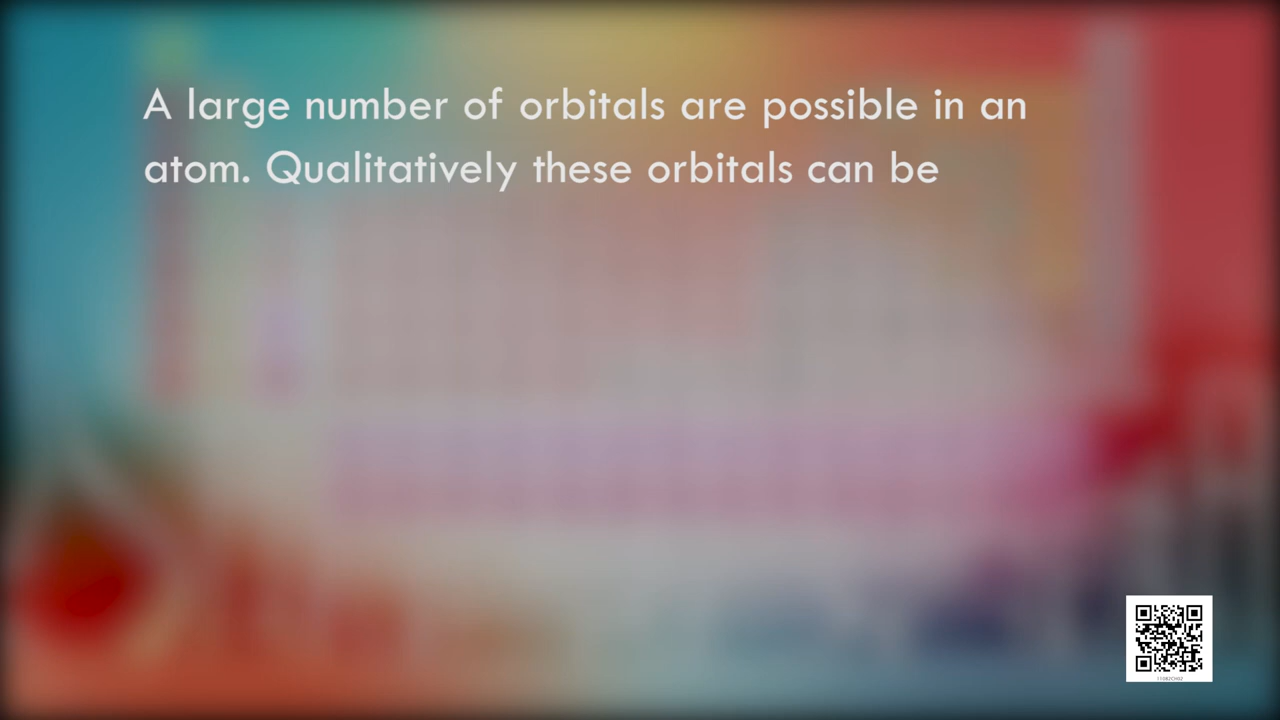 A large number of orbitals are possible in an
atom. Qualitatively these orbitals can be